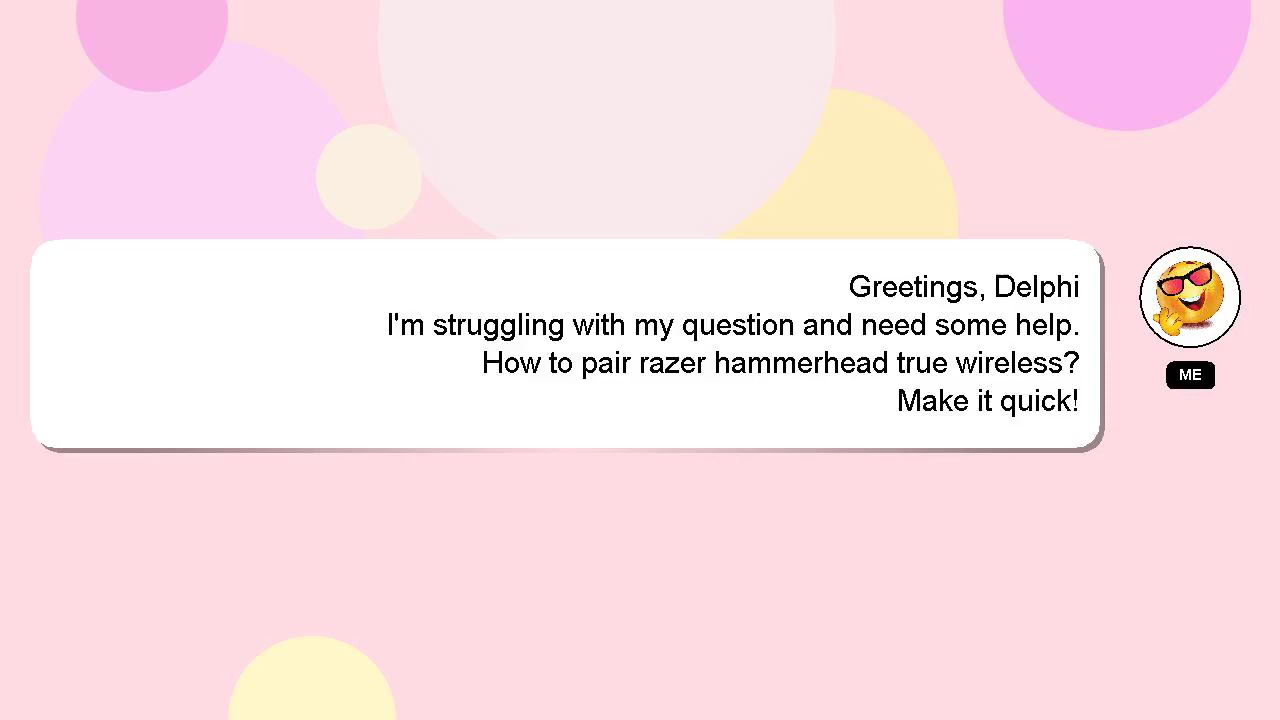 Greetings, Delphi
I'm struggling with my question and need some help.
How to pair razer hammerhead true wireless?
Make it quick!
ME